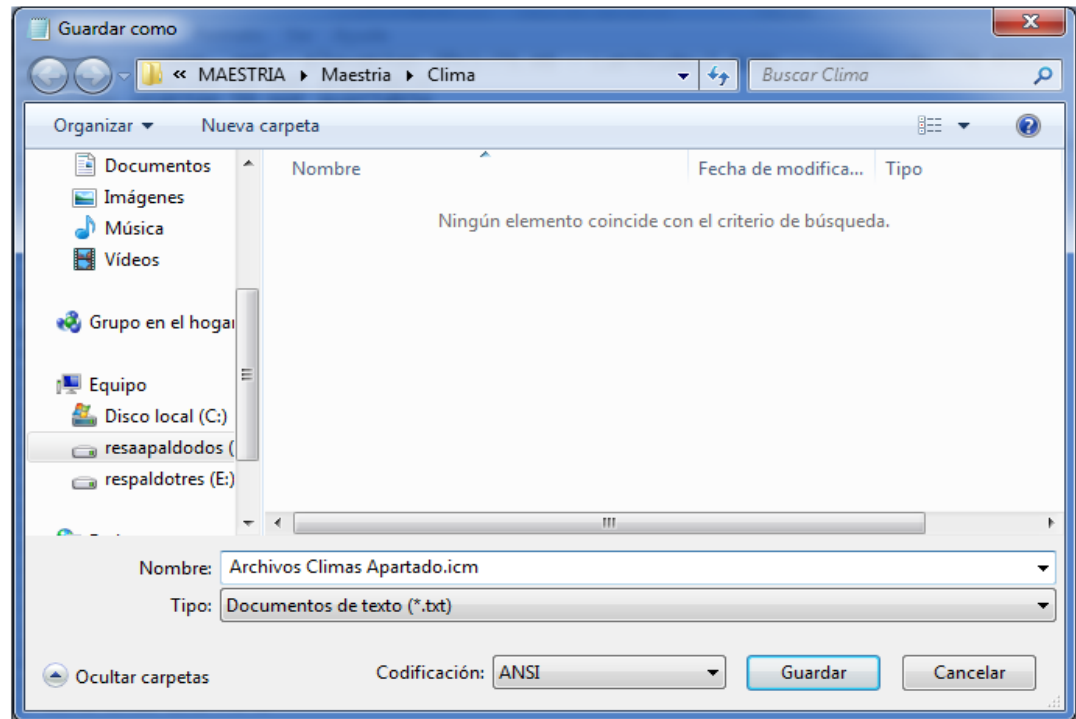 Guardar como
« MAESTRIA ▸ Maestria ▸ Clima
Buscar Clima
Organizar
Nueva carpeta
Documentos
Imágenes
Música
Vídeos
Grupo en el hogar
Equipo
Disco local (C:)
resaapaldodos (
respaldotres (E:)
Nombre
Fecha de modifica...
Tipo
Ningún elemento coincide con el criterio de búsqueda.
Nombre: Archivos Climas Apartado.icm
Tipo: Documentos de texto (*.txt)
Ocultar carpetas
Codificación: ANSI
Guardar
Cancelar